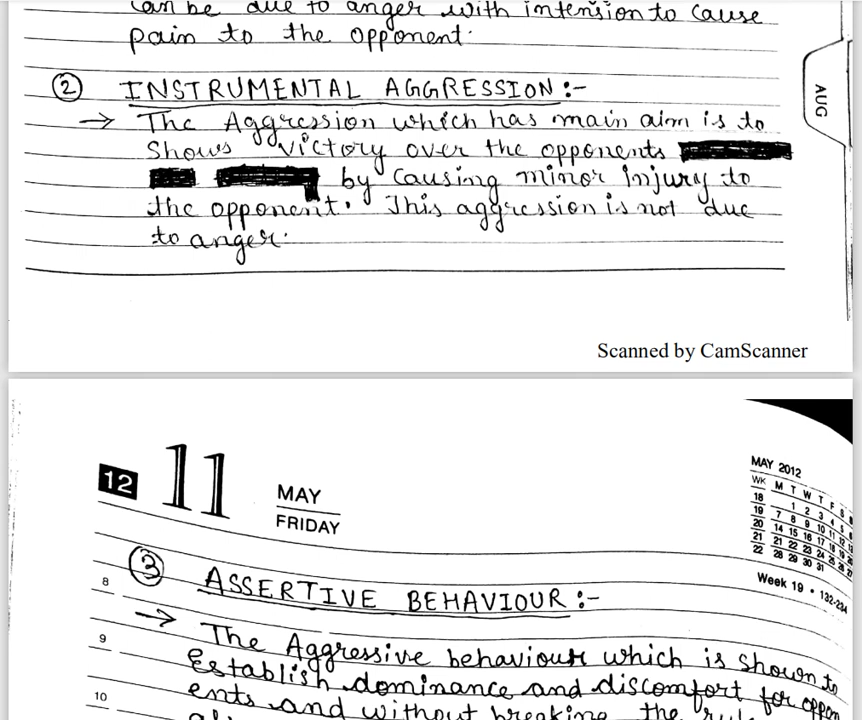 can be due to anger with intension to cause
pain to the opponent.
② INSTRUMENTAL AGGRESSION :-
→ The Aggression which has main aim is to
Shows victory over the opponents
by causing minor injury to
the opponent. This aggression is not due
to anger.
AUG
Scanned by CamScanner
12 11 MAY
FRIDAY
MAY 2012
WK M T W T F S S
18 1 2 3 4 5
19 7 8 9 10 11 12
20 14 15 16 17 18 19
21 21 22 23 24 25 26
22 28 29 30 31
Week 19 • 132-234
③ ASSERTIVE BEHAVIOUR :-
8
→ The Aggressive behaviour which is shown to
9
Establish dominance and discomfort for oppon
10
ents and without breaking the